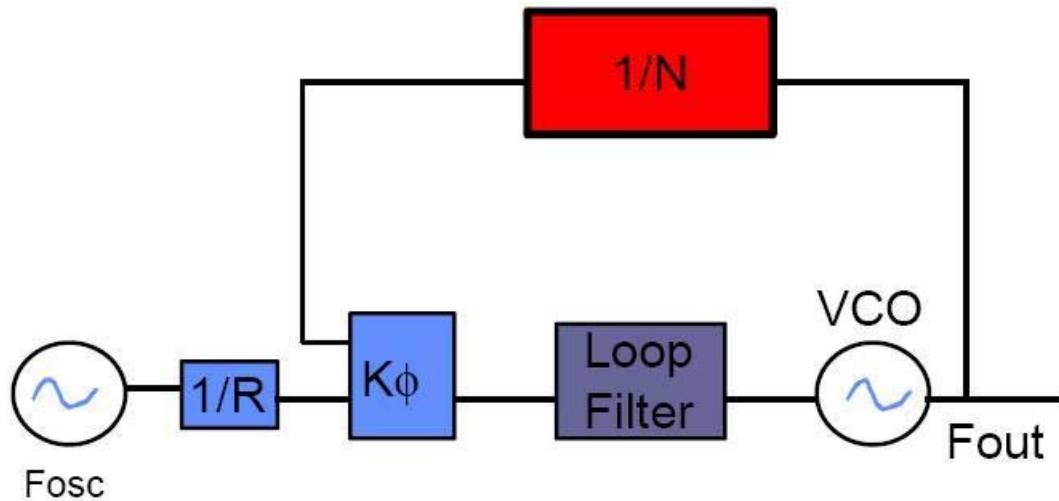 1/N
VCO
Loop
Filter
1/R
Kϕ
Fout
Fosc